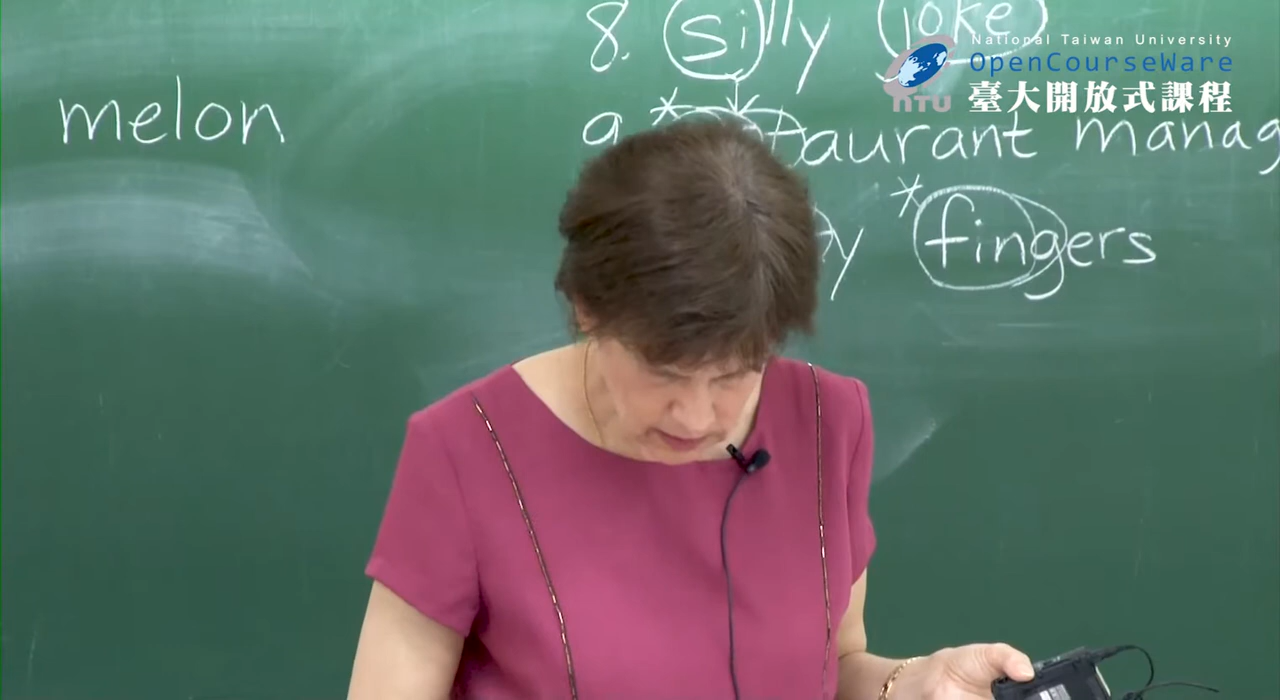 8. silly joke
National Taiwan University
OpenCourseWare
NTU
臺大開放式課程
melon
a taurant manag
y fingers